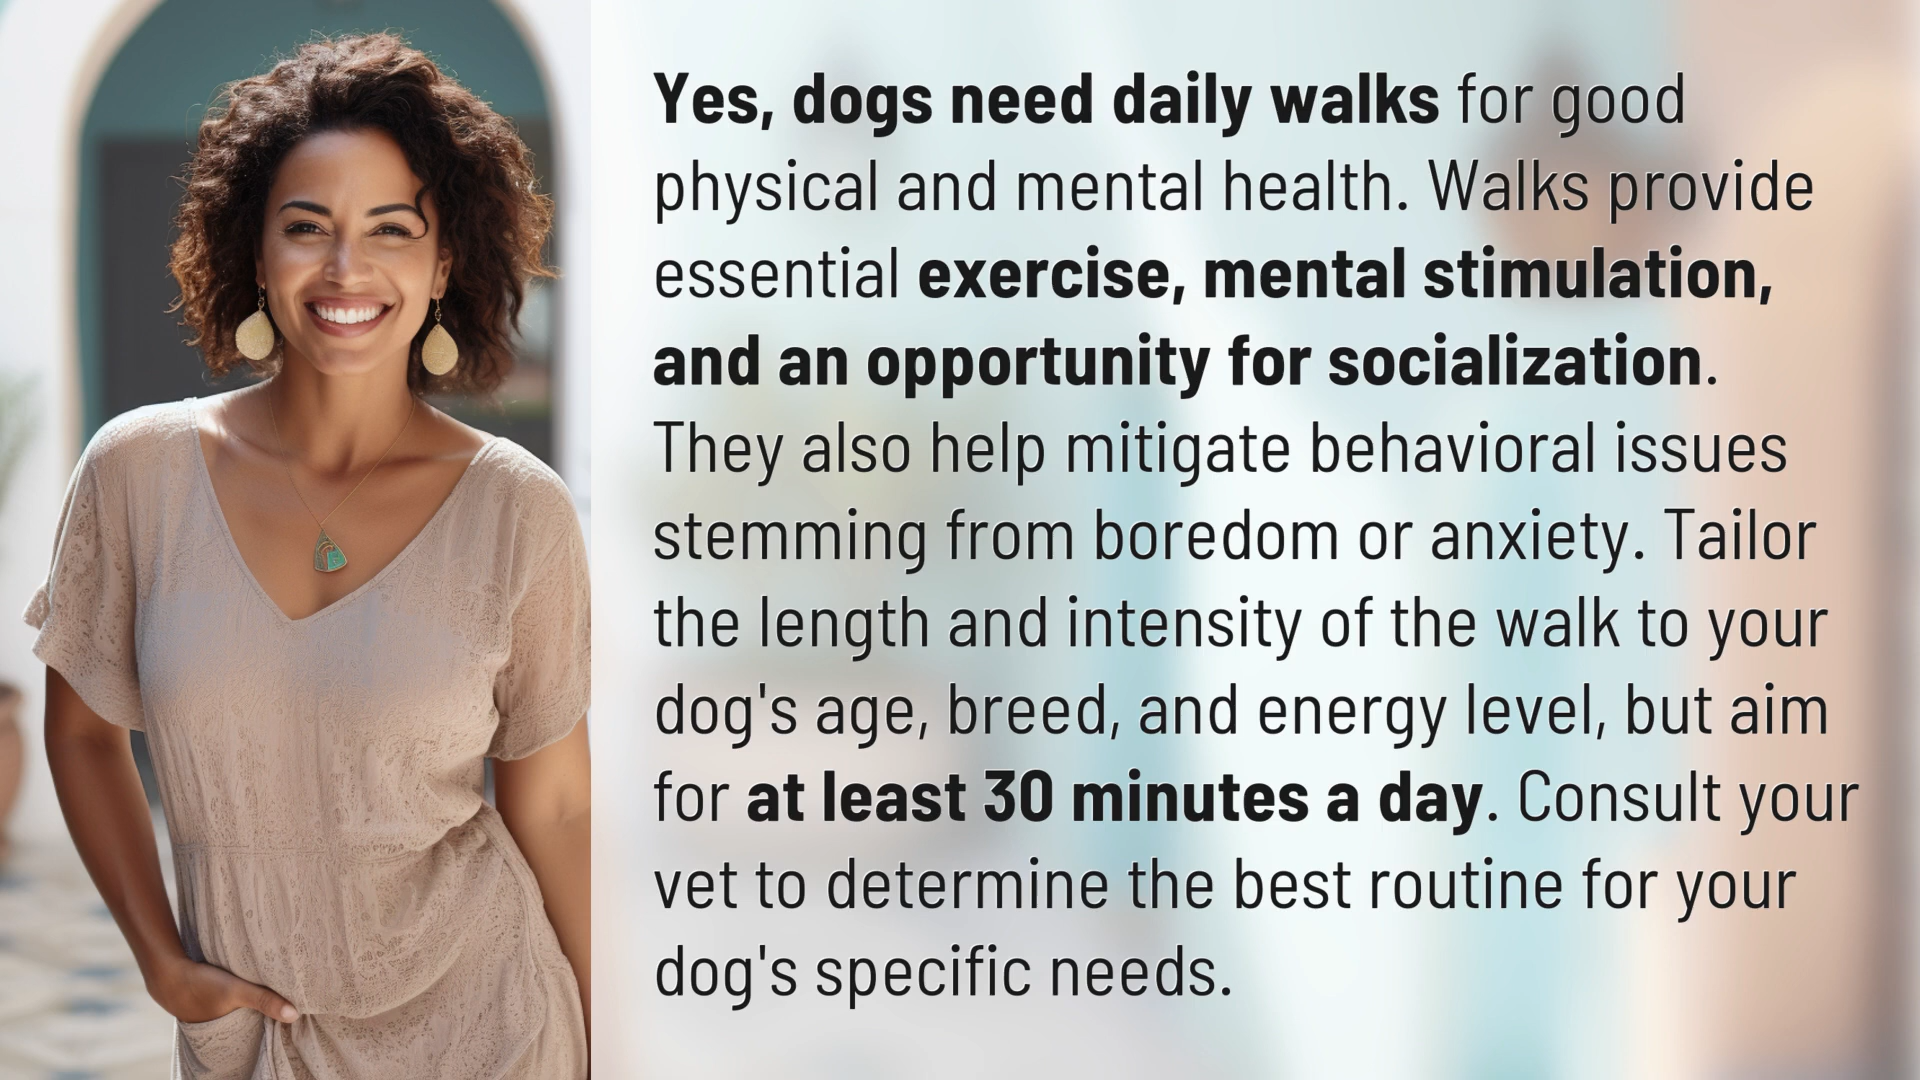 Yes, dogs need daily walks for good
physical and mental health. Walks provide
essential exercise, mental stimulation,
and an opportunity for socialization.
They also help mitigate behavioral issues
stemming from boredom or anxiety. Tailor
the length and intensity of the walk to your
dog's age, breed, and energy level, but aim
for at least 30 minutes a day. Consult your
vet to determine the best routine for your
dog's specific needs.